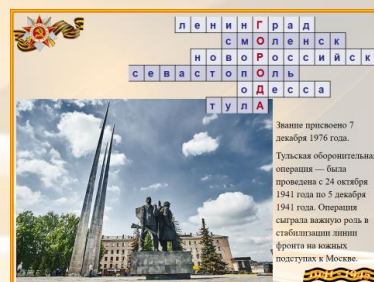 ленинград
смоленск
новороссийск
севастополь
одесса
тула
Звание присвоено 7
декабря 1976 года.
Тульская оборонительная
операция — была
проведена с 24 октября
1941 года по 5 декабря
1941 года. Операция
сыграла важную роль в
стабилизации линии
фронта на южных
подступах к Москве.